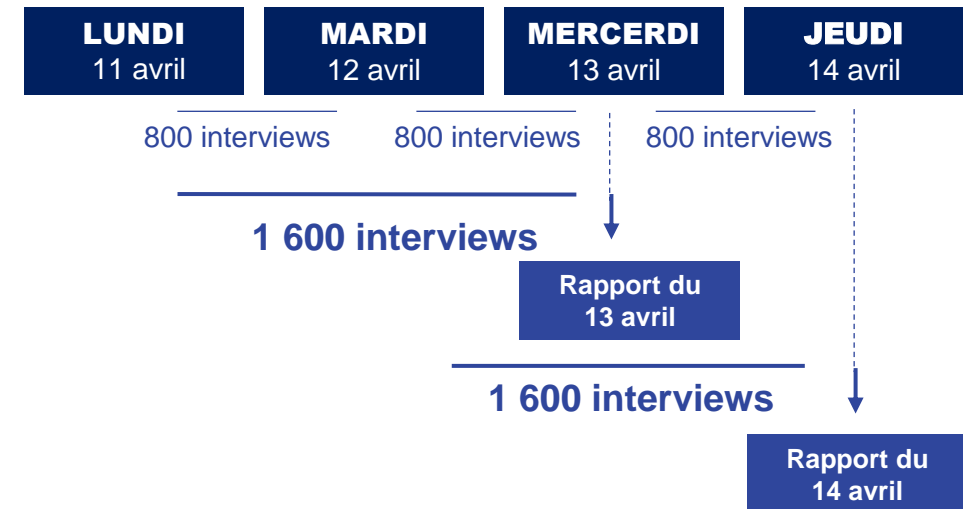 LUNDI
11 avril
MARDI
12 avril
MERCERDI
13 avril
JEUDI
14 avril
800 interviews
800 interviews
800 interviews
1 600 interviews
Rapport du
13 avril
1 600 interviews
Rapport du
14 avril